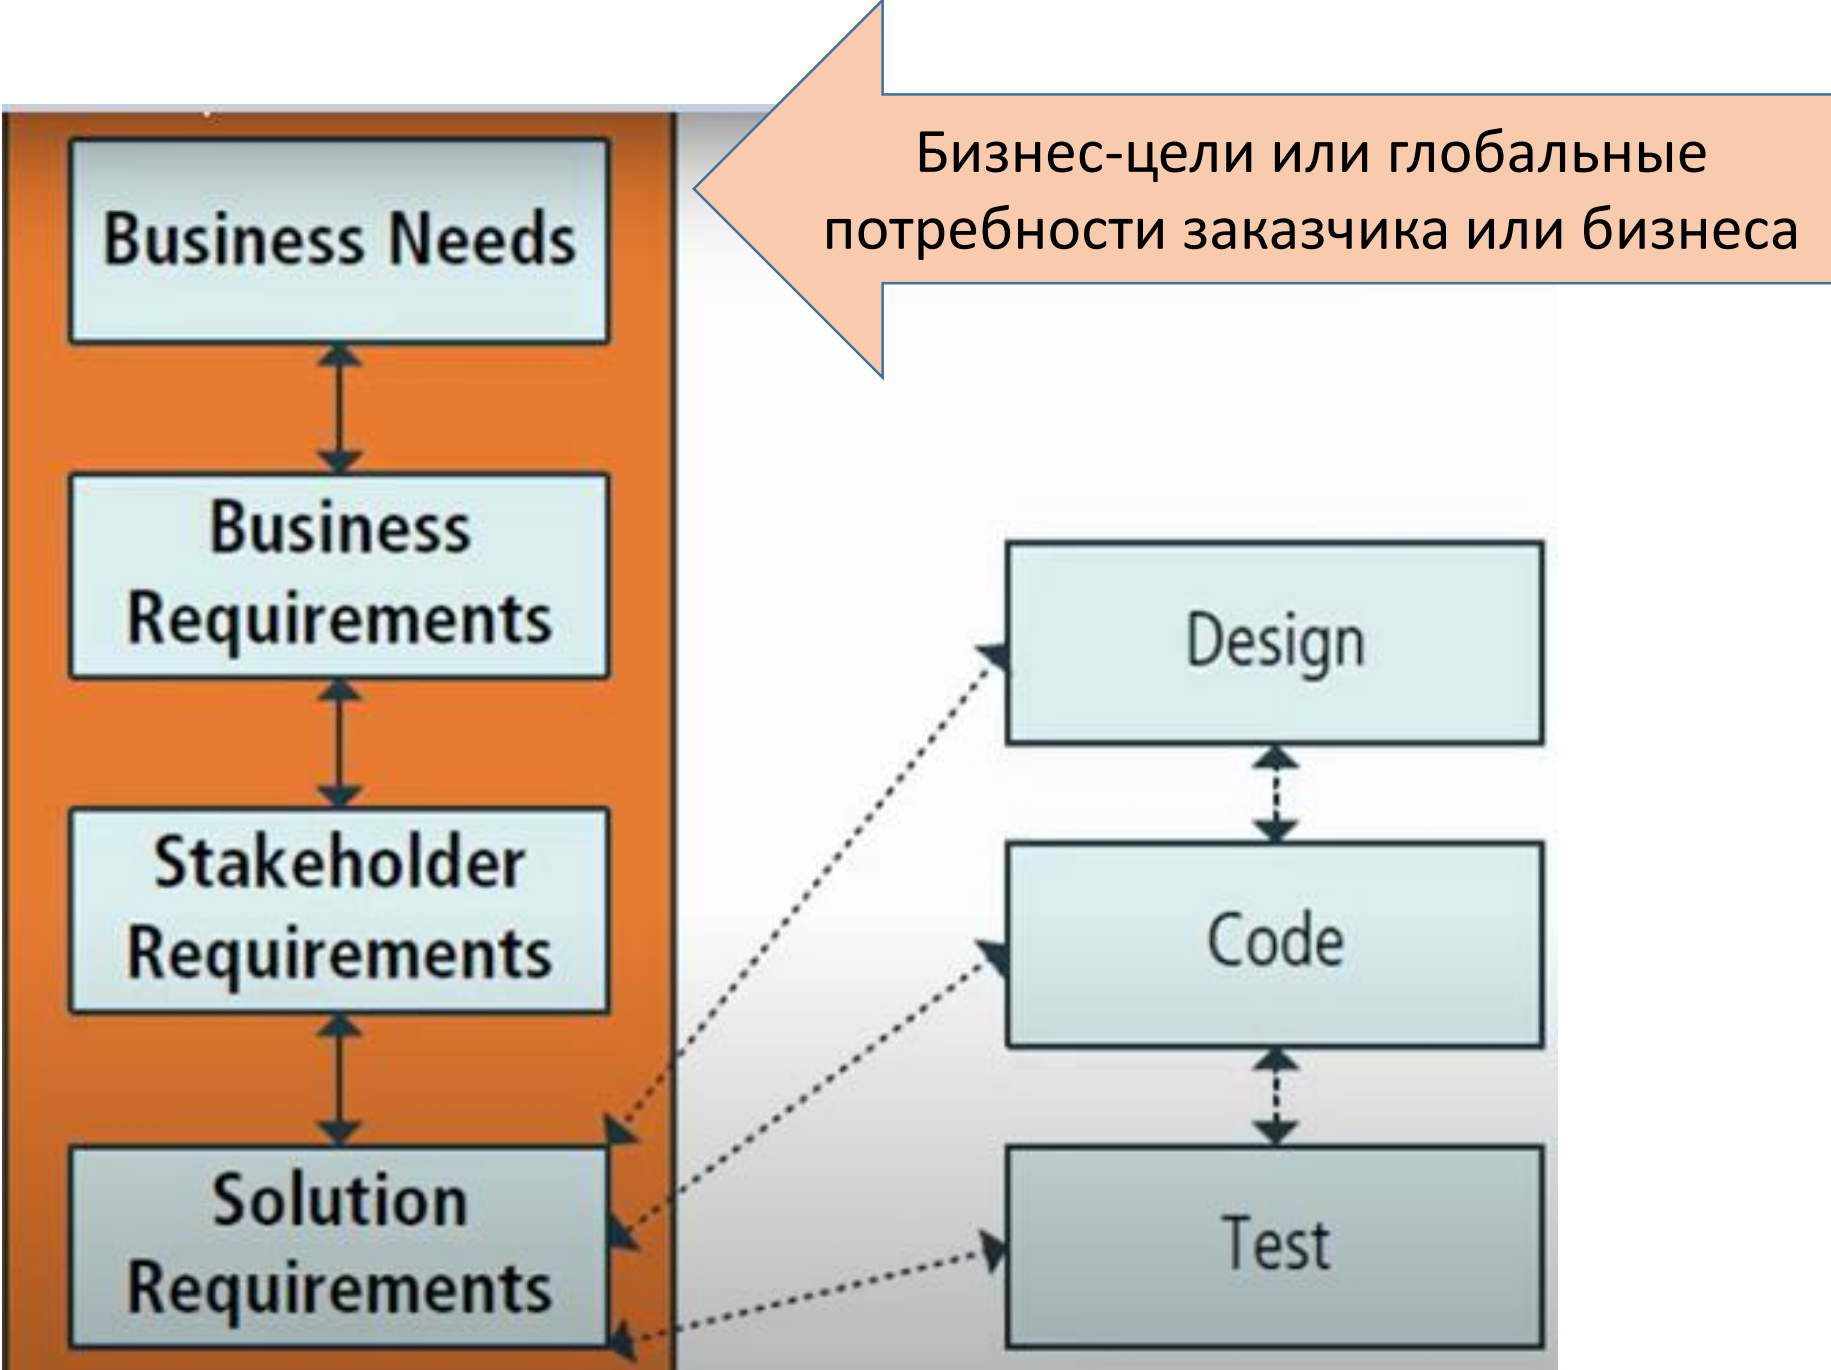 Бизнес-цели или глобальные
потребности заказчика или бизнеса
Business Needs
Business
Requirements
Stakeholder
Requirements
Solution
Requirements
Design
Code
Test